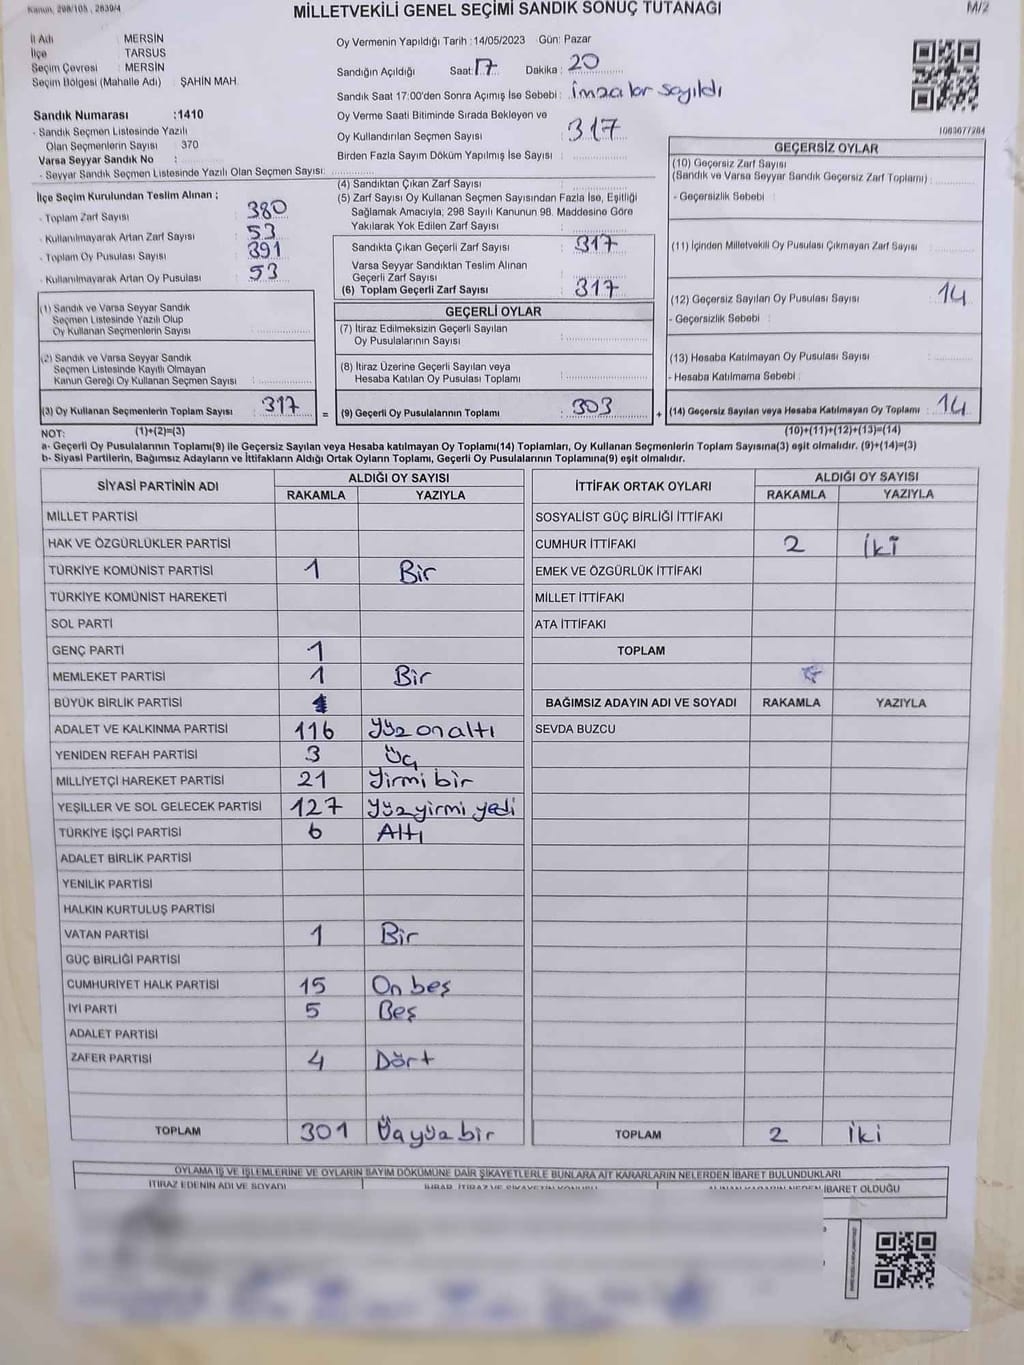 Kanun, 298/105, 2839/4
MİLLETVEKİLİ GENEL SEÇİMİ SANDIK SONUÇ TUTANAĞI
M/2
İl Adı MERSİN
İlçe TARSUS
Seçim Çevresi : MERSİN
Seçim Bölgesi (Mahalle Adı) : ŞAHİN MAH.
Sandık Numarası :1410
- Sandık Seçmen Listesinde Yazılı
Olan Seçmenlerin Sayısı : 370
Varsa Seyyar Sandık No :
- Seyyar Sandık Seçmen Listesinde Yazılı Olan Seçmen Sayısı:
Oy Vermenin Yapıldığı Tarih :14/05/2023 Gün: Pazar
Sandığın Açıldığı Saat: 17 Dakika : 20
Sandık Saat 17:00'den Sonra Açımış İse Sebebi : İmzalar sayıldı
Oy Verme Saati Bitiminde Sırada Bekleyen ve
Oy Kullandırılan Seçmen Sayısı : 317
Birden Fazla Sayım Döküm Yapılmış İse Sayısı :
1083077284
İlçe Seçim Kurulundan Teslim Alınan ;
- Toplam Zarf Sayısı : 380
- Kullanılmayarak Artan Zarf Sayısı : 53
- Toplam Oy Pusulası Sayısı : 391
- Kullanılmayarak Artan Oy Pusulası : 53
(1) Sandık ve Varsa Seyyar Sandık
Seçmen Listesinde Yazılı Olup
Oy Kullanan Seçmenlerin Sayısı :
(2) Sandık ve Varsa Seyyar Sandık
Seçmen Listesinde Kayıtlı Olmayan
Kanun Gereği Oy Kullanan Seçmen Sayısı :
(3) Oy Kullanan Seçmenlerin Toplam Sayısı : 317
(4) Sandıktan Çıkan Zarf Sayısı :
(5) Zarf Sayısı Oy Kullanan Seçmen Sayısından Fazla İse, Eşitliği
Sağlamak Amacıyla; 298 Sayılı Kanunun 98. Maddesine Göre
Yakılarak Yok Edilen Zarf Sayısı :
Sandıkta Çıkan Geçerli Zarf Sayısı : 317
Varsa Seyyar Sandıktan Teslim Alınan
Geçerli Zarf Sayısı :
(6) Toplam Geçerli Zarf Sayısı : 317
GEÇERLİ OYLAR
(7) İtiraz Edilmeksizin Geçerli Sayılan
Oy Pusulalarının Sayısı :
(8) İtiraz Üzerine Geçerli Sayılan veya
Hesaba Katılan Oy Pusulası Toplamı :
= (9) Geçerli Oy Pusulalarının Toplamı : 303
GEÇERSİZ OYLAR
(10) Geçersiz Zarf Sayısı
(Sandık ve Varsa Seyyar Sandık Geçersiz Zarf Toplamı) :
- Geçersizlik Sebebi :
(11) İçinden Milletvekili Oy Pusulası Çıkmayan Zarf Sayısı :
(12) Geçersiz Sayılan Oy Pusulası Sayısı : 14
- Geçersizlik Sebebi :
(13) Hesaba Katılmayan Oy Pusulası Sayısı :
- Hesaba Katılmama Sebebi :
+ (14) Geçersiz Sayılan veya Hesaba Katılmayan Oy Toplamı : 14
NOT: (1)+(2)=(3) (10)+(11)+(12)+(13)=(14)
a- Geçerli Oy Pusulalarının Toplamı(9) ile Geçersiz Sayılan veya Hesaba katılmayan Oy Toplamı(14) Toplamları, Oy Kullanan Seçmenlerin Toplam Sayısına(3) eşit olmalıdır. (9)+(14)=(3)
b- Siyasi Partilerin, Bağımsız Adayların ve İttifakların Aldığı Ortak Oyların Toplamı, Geçerli Oy Pusulalarının Toplamına(9) eşit olmalıdır.
SİYASİ PARTİNİN ADI ALDIĞI OY SAYISI
RAKAMLA YAZIYLA
MİLLET PARTİSİ
HAK VE ÖZGÜRLÜKLER PARTİSİ
TÜRKİYE KOMÜNİST PARTİSİ 1 Bir
TÜRKİYE KOMÜNİST HAREKETİ
SOL PARTİ
GENÇ PARTİ 1
MEMLEKET PARTİSİ 1 Bir
BÜYÜK BİRLİK PARTİSİ
ADALET VE KALKINMA PARTİSİ 116 Yüz on altı
YENİDEN REFAH PARTİSİ 3 Üç
MİLLİYETÇİ HAREKET PARTİSİ 21 Yirmi bir
YEŞİLLER VE SOL GELECEK PARTİSİ 127 Yüz yirmi yedi
TÜRKİYE İŞÇİ PARTİSİ 6 Altı
ADALET BİRLİK PARTİSİ
YENİLİK PARTİSİ
HALKIN KURTULUŞ PARTİSİ
VATAN PARTİSİ 1 Bir
GÜÇ BİRLİĞİ PARTİSİ
CUMHURİYET HALK PARTİSİ 15 On beş
İYİ PARTİ 5 Beş
ADALET PARTİSİ
ZAFER PARTİSİ 4 Dört
TOPLAM 301 Üçyüz bir
İTTİFAK ORTAK OYLARI ALDIĞI OY SAYISI
RAKAMLA YAZIYLA
SOSYALİST GÜÇ BİRLİĞİ İTTİFAKI
CUMHUR İTTİFAKI 2 İki
EMEK VE ÖZGÜRLÜK İTTİFAKI
MİLLET İTTİFAKI
ATA İTTİFAKI
TOPLAM
BAĞIMSIZ ADAYIN ADI VE SOYADI RAKAMLA YAZIYLA
SEVDA BUZCU
TOPLAM 2 İki
OYLAMA İŞ VE İŞLEMLERİNE VE OYLARIN SAYIM DÖKÜMÜNE DAİR ŞİKAYETLERLE BUNLARA AİT KARARLARIN NELERDEN İBARET BULUNDUKLARI
İTİRAZ EDENİN ADI VE SOYADI
İBARET OLDUĞU